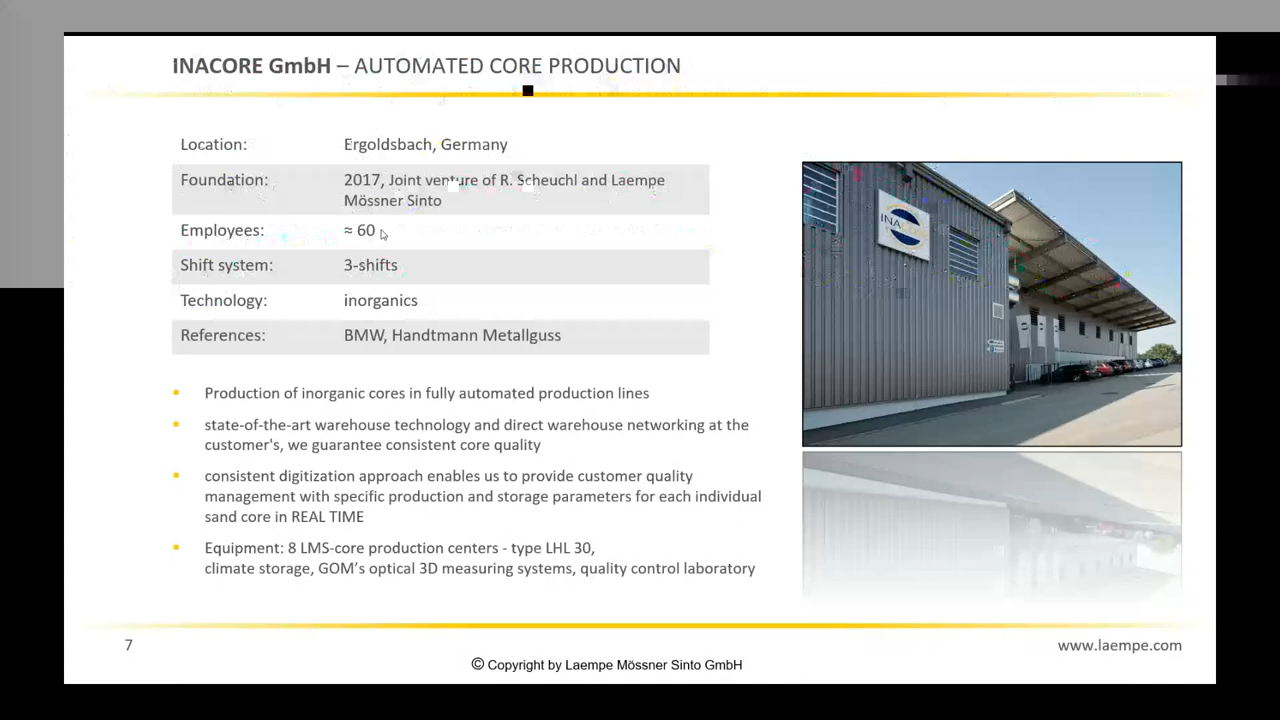 INACORE GmbH – AUTOMATED CORE PRODUCTION
Location: Ergoldsbach, Germany
Foundation: 2017, Joint venture of R. Scheuchl and Laempe
Mössner Sinto
Employees: ≈ 60
Shift system: 3-shifts
Technology: inorganics
References: BMW, Handtmann Metallguss
Production of inorganic cores in fully automated production lines
state-of-the-art warehouse technology and direct warehouse networking at the
customer's, we guarantee consistent core quality
consistent digitization approach enables us to provide customer quality
management with specific production and storage parameters for each individual
sand core in REAL TIME
Equipment: 8 LMS-core production centers - type LHL 30,
climate storage, GOM’s optical 3D measuring systems, quality control laboratory
7
www.laempe.com
© Copyright by Laempe Mössner Sinto GmbH